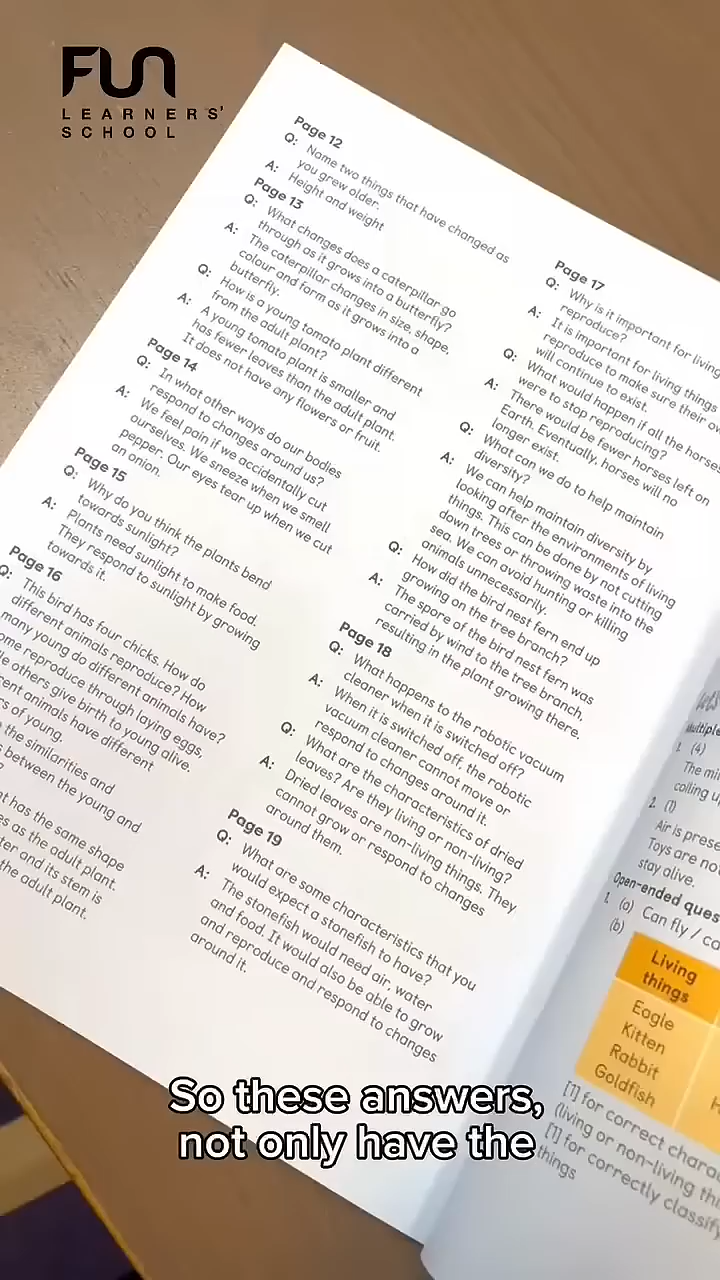 FUN
LEARNERS'
SCHOOL
Page 12
Q: Name two things that have changed as
you grew older.
A: Height and weight
Page 13
Q: What changes does a caterpillar go
through as it grows into a butterfly?
A: The caterpillar changes in size, shape,
colour and form as it grows into a
butterfly.
Q: How is a young tomato plant different
from the adult plant?
A: A young tomato plant is smaller and
has fewer leaves than the adult plant.
It does not have any flowers or fruit.
Page 14
Q: In what other ways do our bodies
respond to changes around us?
A: We feel pain if we accidentally cut
ourselves. We sneeze when we smell
pepper. Our eyes tear up when we cut
an onion.
Page 15
Q: Why do you think the plants bend
towards sunlight?
A: Plants need sunlight to make food.
They respond to sunlight by growing
towards it.
Page 16
Q: This bird has four chicks. How do
different animals reproduce? How
many young do different animals have?
reproduce through laying eggs,
others give birth to young alive.
animals have different
of young.
the similarities and
between the young and
has the same shape
as the adult plant.
and its stem is
the adult plant.
Page 17
Q: Why is it important for living
reproduce?
A: It is important for living things
reproduce to make sure their
will continue to exist.
Q: What would happen if all the horses
were to stop reproducing?
A: There would be fewer horses left on
Earth. Eventually, horses will no
longer exist.
Q: What can we do to help maintain
diversity?
A: We can help maintain diversity by
looking after the environments of living
things. This can be done by not cutting
down trees or throwing waste into the
sea. We can avoid hunting or killing
animals unnecessarily.
Q: How did the bird nest fern end up
growing on the tree branch?
A: The spore of the bird nest fern was
carried by wind to the tree branch,
resulting in the plant growing there.
Page 18
Q: What happens to the robotic vacuum
cleaner when it is switched off?
A: When it is switched off, the robotic
vacuum cleaner cannot move or
respond to changes around it.
Q: What are the characteristics of dried
leaves? Are they living or non-living?
A: Dried leaves are non-living things. They
cannot grow or respond to changes
around them.
Page 19
Q: What are some characteristics that you
would expect a stonefish to have?
A: The stonefish would need air, water
and food. It would also be able to grow
and reproduce and respond to changes
around it.
Multiple
1. (4)
The
calling
2. (1)
Air is
Toys are
stay alive.
Open-ended
1. (a) Can fly /
(b)
Living
things
Eagle
Kitten
Rabbit
Goldfish
[1] for correct
(living or non-living
[1] for correctly
things
So these answers,
not only have the